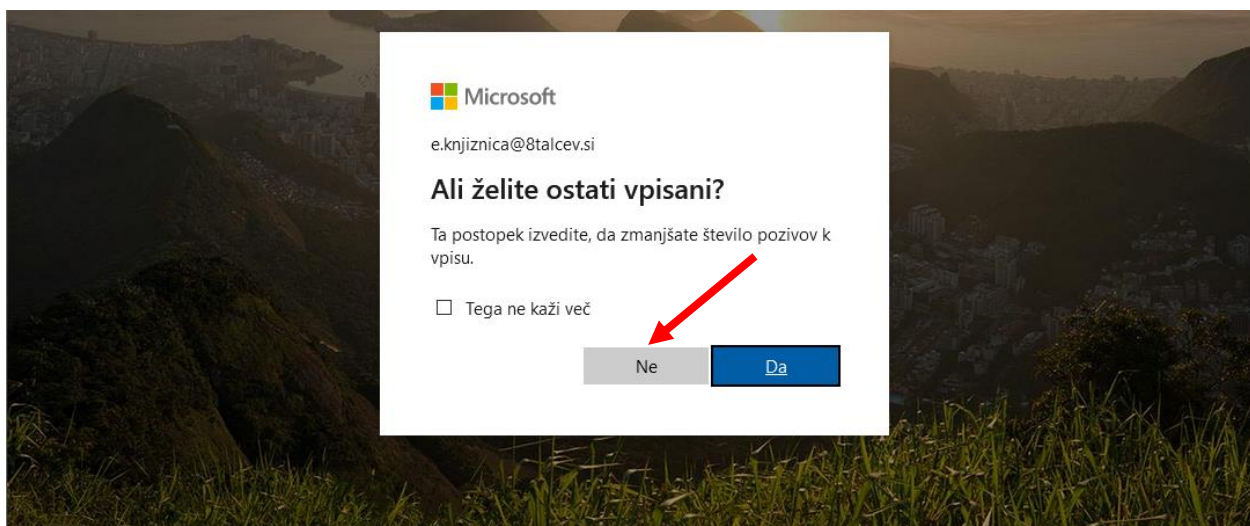 Microsoft
e.knjiznica@8talcev.si
Ali želite ostati vpisani?
Ta postopek izvedite, da zmanjšate število pozivov k
vpisu.
Tega ne kaži več
Ne
Da